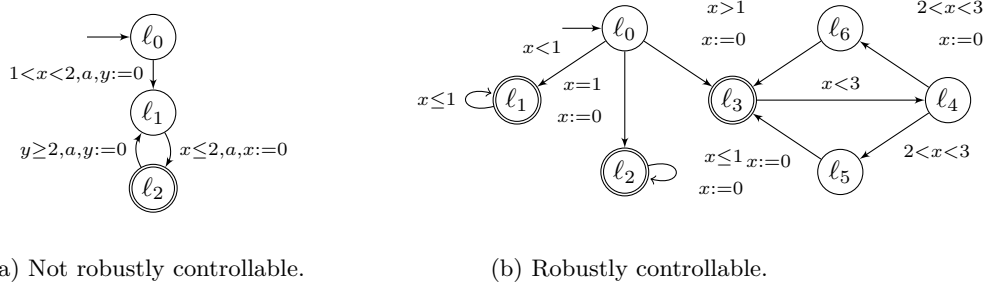 ℓ0
1<x<2,a,y:=0
ℓ1
y≥2,a,y:=0
x≤2,a,x:=0
ℓ2
a) Not robustly controllable.
ℓ0
x<1
x≤1
ℓ1
x=1
x:=0
ℓ2
x:=0
x>1
x:=0
ℓ3
x<3
ℓ6
2<x<3
x:=0
ℓ4
2<x<3
ℓ5
x≤1 x:=0
(b) Robustly controllable.